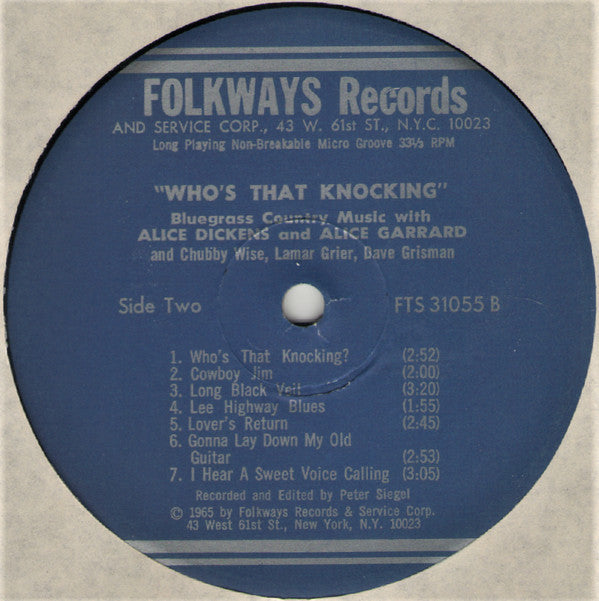 FOLKWAYS Records
AND SERVICE CORP., 43 W. 61st ST., N.Y.C. 10023
Long Playing Non-Breakable Micro Groove 33⅓ RPM
"WHO'S THAT KNOCKING"
Bluegrass Country Music with
ALICE DICKENS and ALICE GARRARD
and Chubby Wise, Lamar Grier, Dave Grisman
Side Two FTS 31055 B
1. Who's That Knocking? (2:52)
2. Cowboy Jim (2:00)
3. Long Black Veil (3:20)
4. Lee Highway Blues (1:55)
5. Lover's Return (2:45)
6. Gonna Lay Down My Old
Guitar (2:53)
7. I Hear A Sweet Voice Calling (3:05)
Recorded and Edited by Peter Siegel
© 1965 by Folkways Records & Service Corp.
43 West 61st St., New York, N.Y. 10023